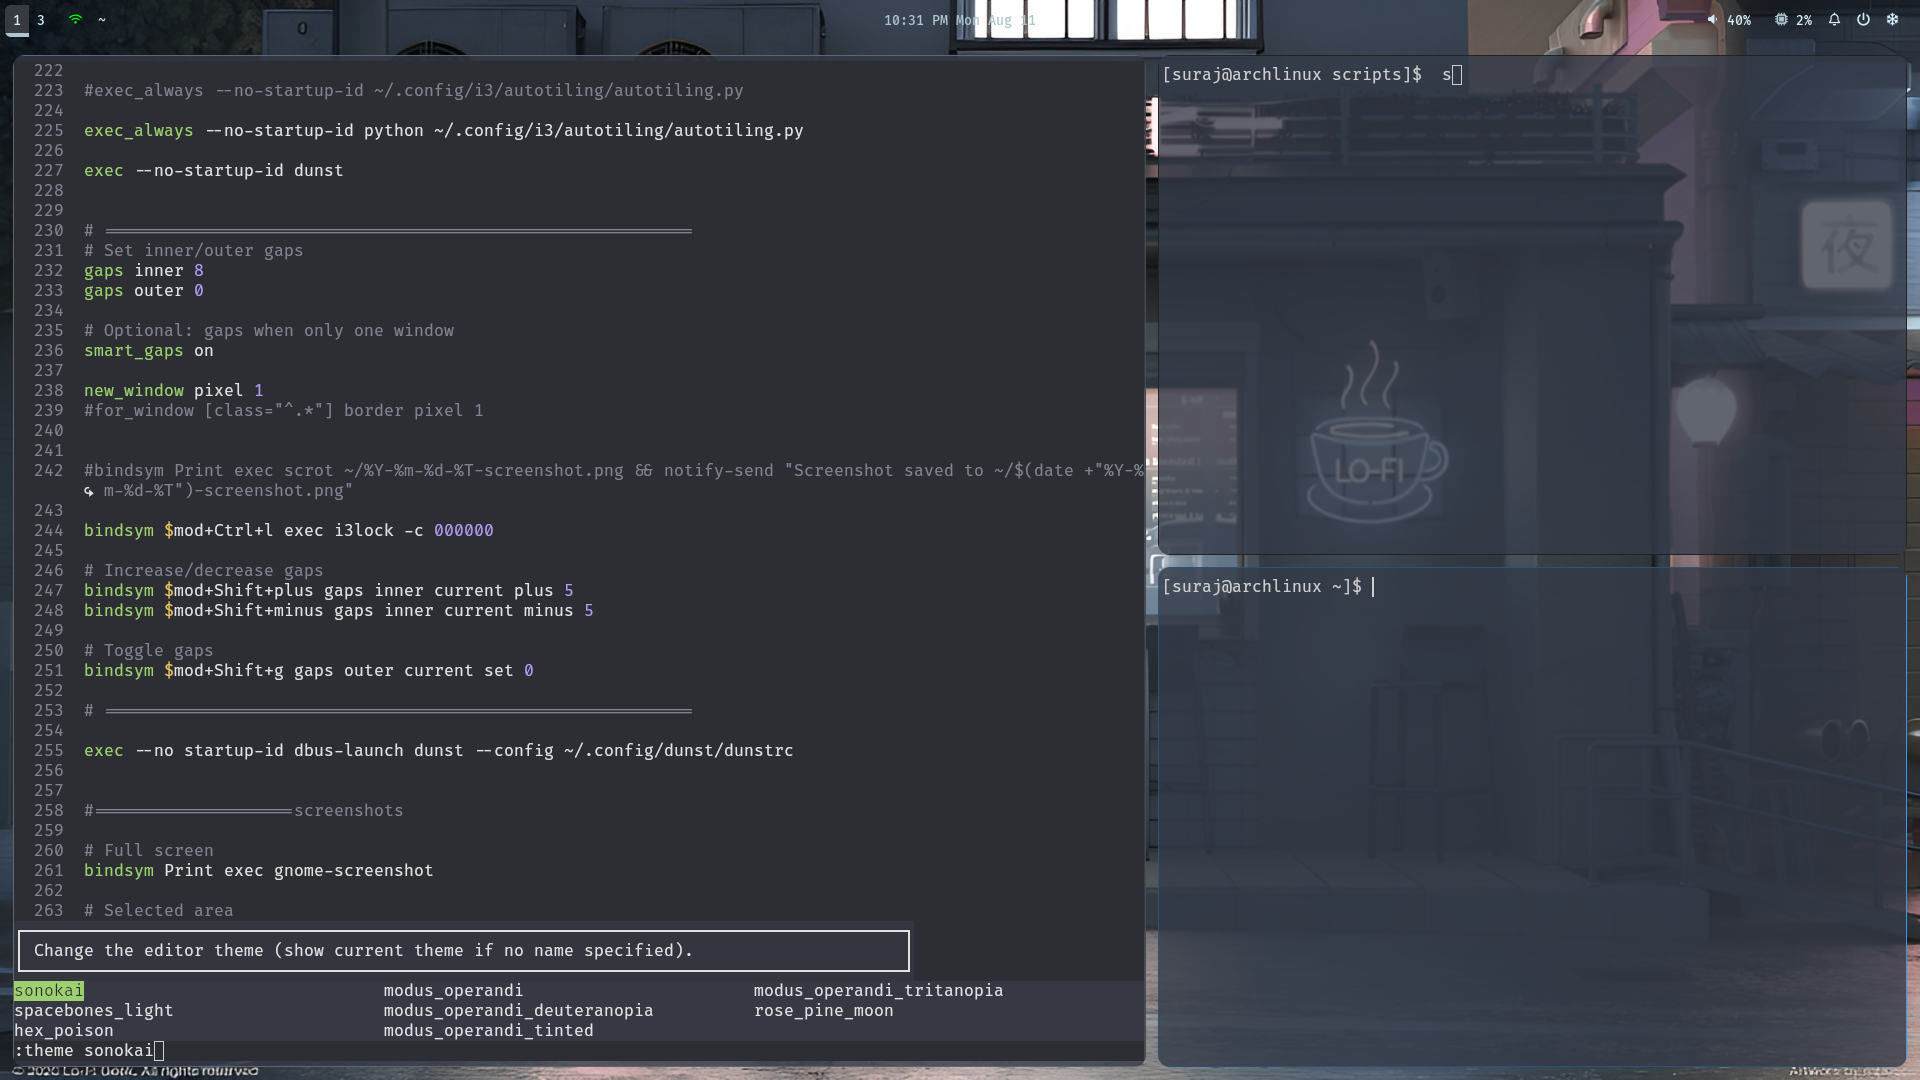 1 3 ~
10:31 PM Mon Aug 11
40% 2%
222
223 #exec_always --no-startup-id ~/.config/i3/autotiling/autotiling.py
224
225 exec_always --no-startup-id python ~/.config/i3/autotiling/autotiling.py
226
227 exec --no-startup-id dunst
228
229
230 #
231 # Set inner/outer gaps
232 gaps inner 8
233 gaps outer 0
234
235 # Optional: gaps when only one window
236 smart_gaps on
237
238 new_window pixel 1
239 #for_window [class="^.*"] border pixel 1
240
241
242 #bindsym Print exec scrot ~/%Y-%m-%d-%T-screenshot.png && notify-send "Screenshot saved to ~/$(date +"%Y-%
↪ m-%d-%T")-screenshot.png"
243
244 bindsym $mod+Ctrl+l exec i3lock -c 000000
245
246 # Increase/decrease gaps
247 bindsym $mod+Shift+plus gaps inner current plus 5
248 bindsym $mod+Shift+minus gaps inner current minus 5
249
250 # Toggle gaps
251 bindsym $mod+Shift+g gaps outer current set 0
252
253 #
254
255 exec --no startup-id dbus-launch dunst --config ~/.config/dunst/dunstrc
256
257
258 #====================screenshots
259
260 # Full screen
261 bindsym Print exec gnome-screenshot
262
263 # Selected area
Change the editor theme (show current theme if no name specified).
sonokai modus_operandi modus_operandi_tritanopia
spacebones_light modus_operandi_deuteranopia rose_pine_moon
hex_poison modus_operandi_tinted
:theme sonokai
[suraj@archlinux scripts]$ s
夜
LO-FI
[suraj@archlinux ~]$